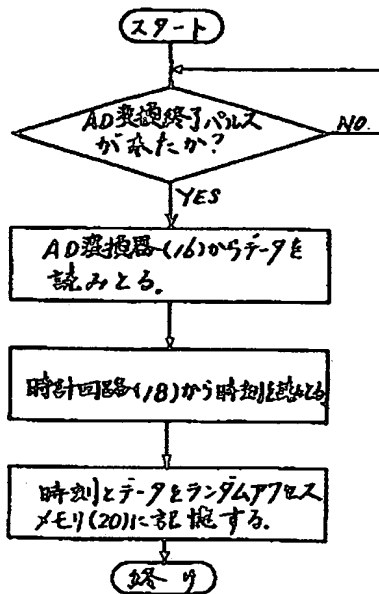 スタート
AD変換終了パルス
が来たか?
NO.
YES
AD変換器(16)からデータを
読みとる。
時計回路(18)から時刻を読みとる
時刻とデータをランダムアクセス
メモリ(20)に記憶する。
終り